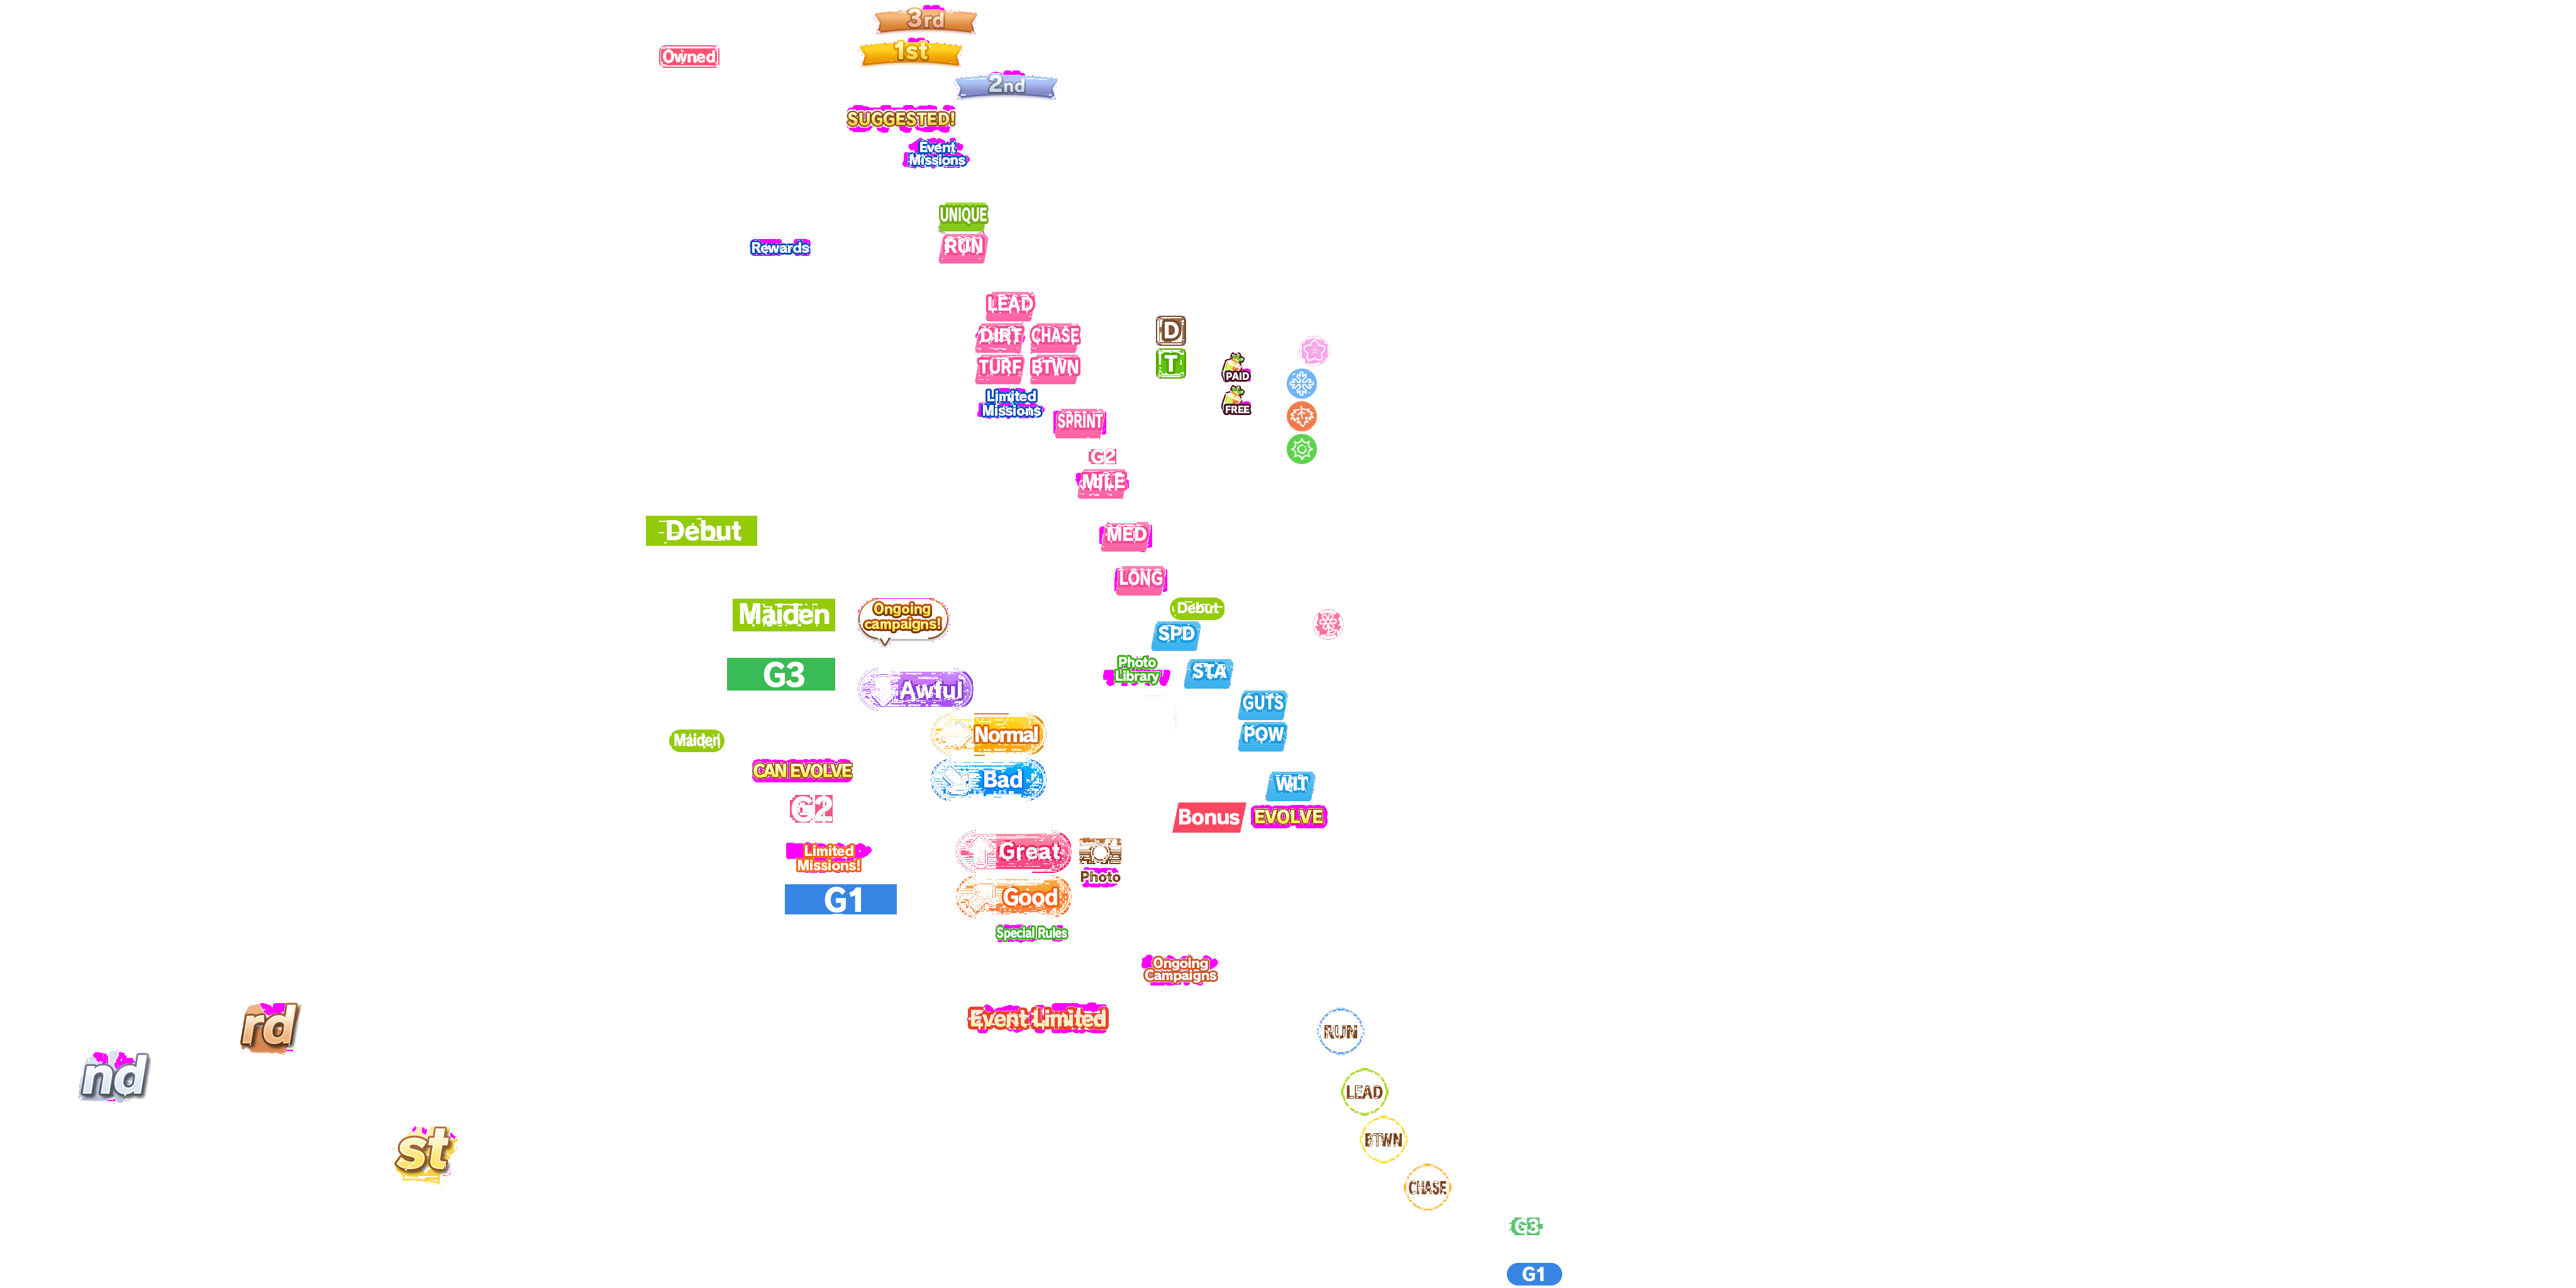 3rd
Owned
1st
2nd
SUGGESTED!
Event
Missions
UNIQUE
Rewards
RUN
LEAD
DIRT
CHASE
D
TURF
BTWN
T
PAID
Limited
Missions
FREE
SPRINT
G2
MILE
Debut
MED
LONG
Maiden
Ongoing
campaigns!
Debut
SPD
G3
Photo
Library
STA
Awful
GUTS
Normal
POW
Maiden
CAN EVOLVE
Bad
WIT
G2
Bonus
EVOLVE
Limited
Missions!
Great
Photo
G1
Good
Special Rules
Ongoing
Campaigns
Event Limited
rd
RUN
nd
LEAD
st
BTWN
CHASE
G3
G1